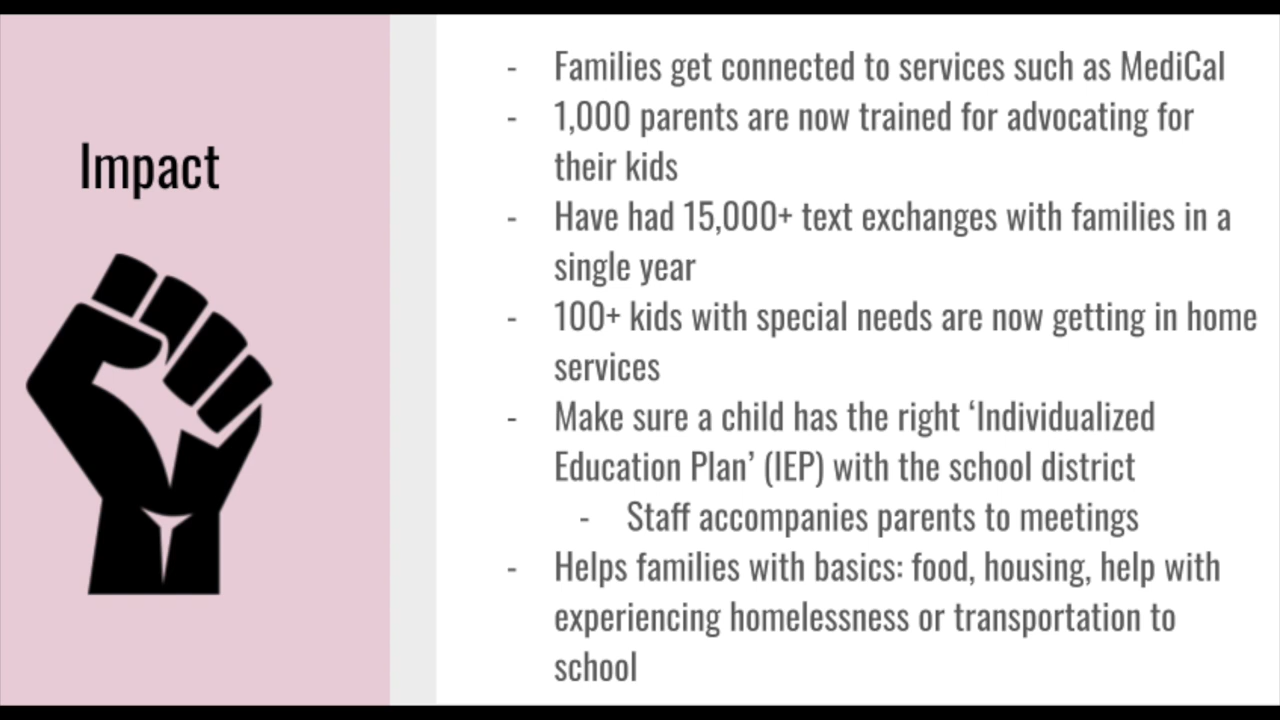 Impact
- Families get connected to services such as MediCal
- 1,000 parents are now trained for advocating for
their kids
- Have had 15,000+ text exchanges with families in a
single year
- 100+ kids with special needs are now getting in home
services
- Make sure a child has the right ‘Individualized
Education Plan’ (IEP) with the school district
- Staff accompanies parents to meetings
- Helps families with basics: food, housing, help with
experiencing homelessness or transportation to
school